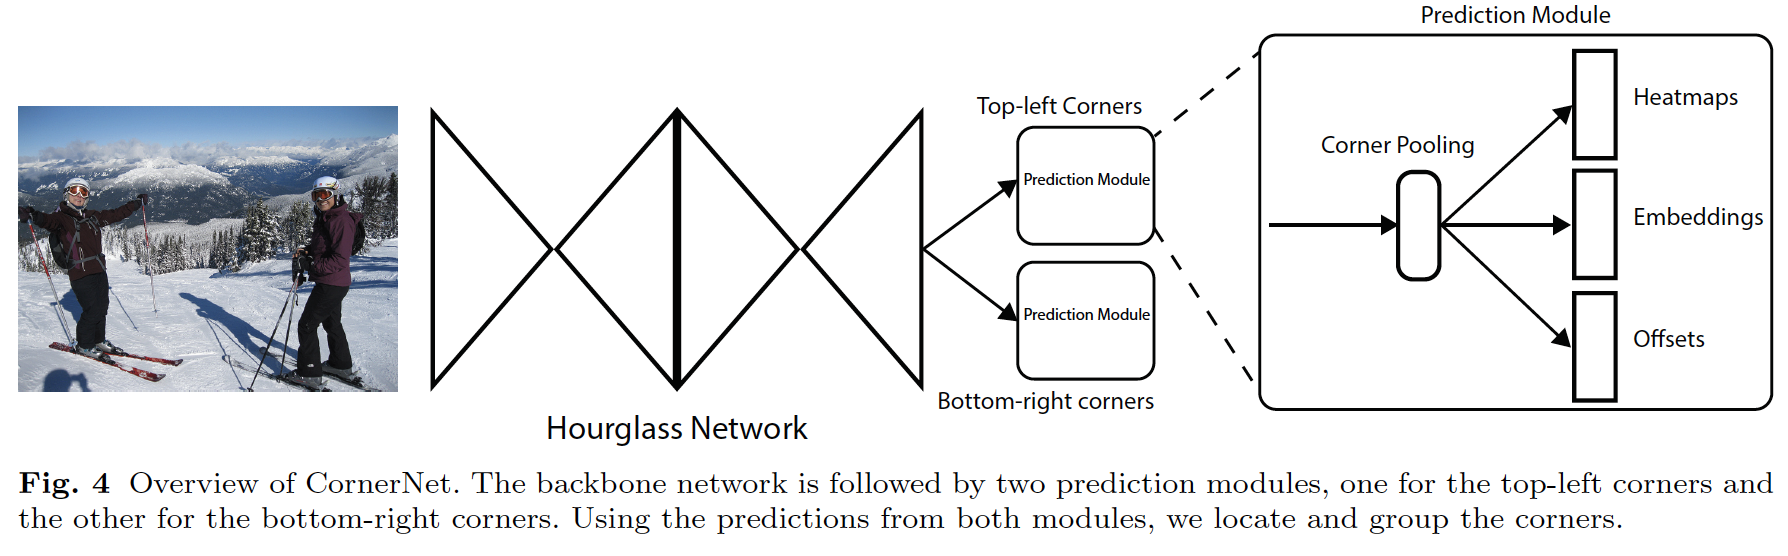 Prediction Module
Top-left Corners
Heatmaps
Corner Pooling
Prediction Module
Embeddings
Prediction Module
Offsets
Bottom-right corners
Hourglass Network
Fig. 4 Overview of CornerNet. The backbone network is followed by two prediction modules, one for the top-left corners and
the other for the bottom-right corners. Using the predictions from both modules, we locate and group the corners.